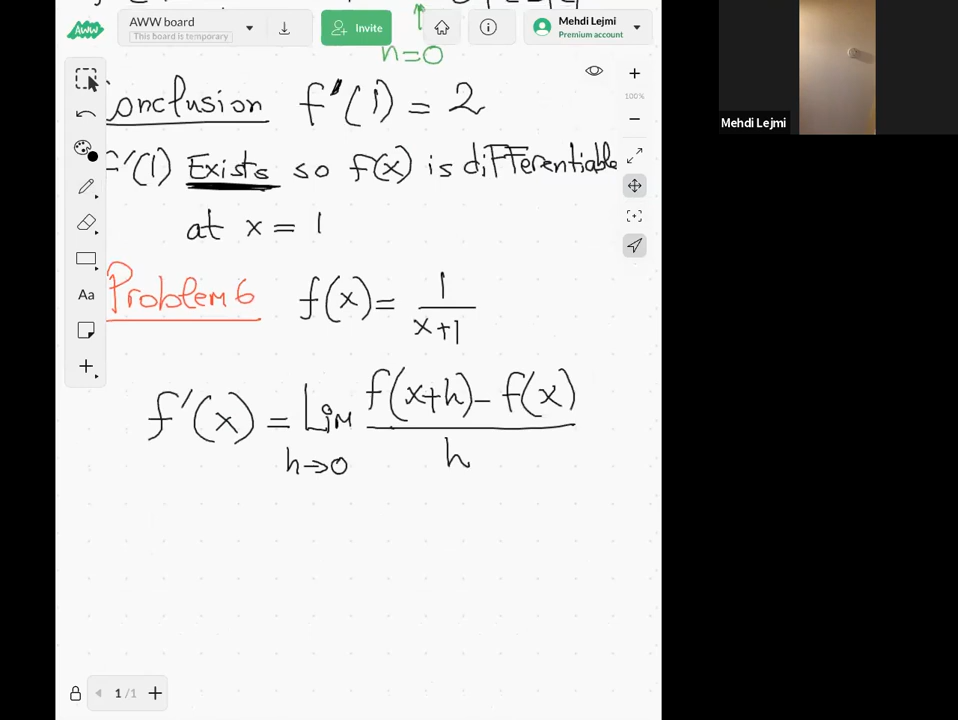 AWW board
This board is temporary
Invite
Mehdi Lejmi
Premium account
h=0
onclusion f'(1) = 2
100%
f'(1) Exists so f(x) is differentiable
at x = 1
Problem 6 f(x) = 1/(x+1)
Aa
f'(x) = Lim h→0 (f(x+h) - f(x))/h
1/1
Mehdi Lejmi